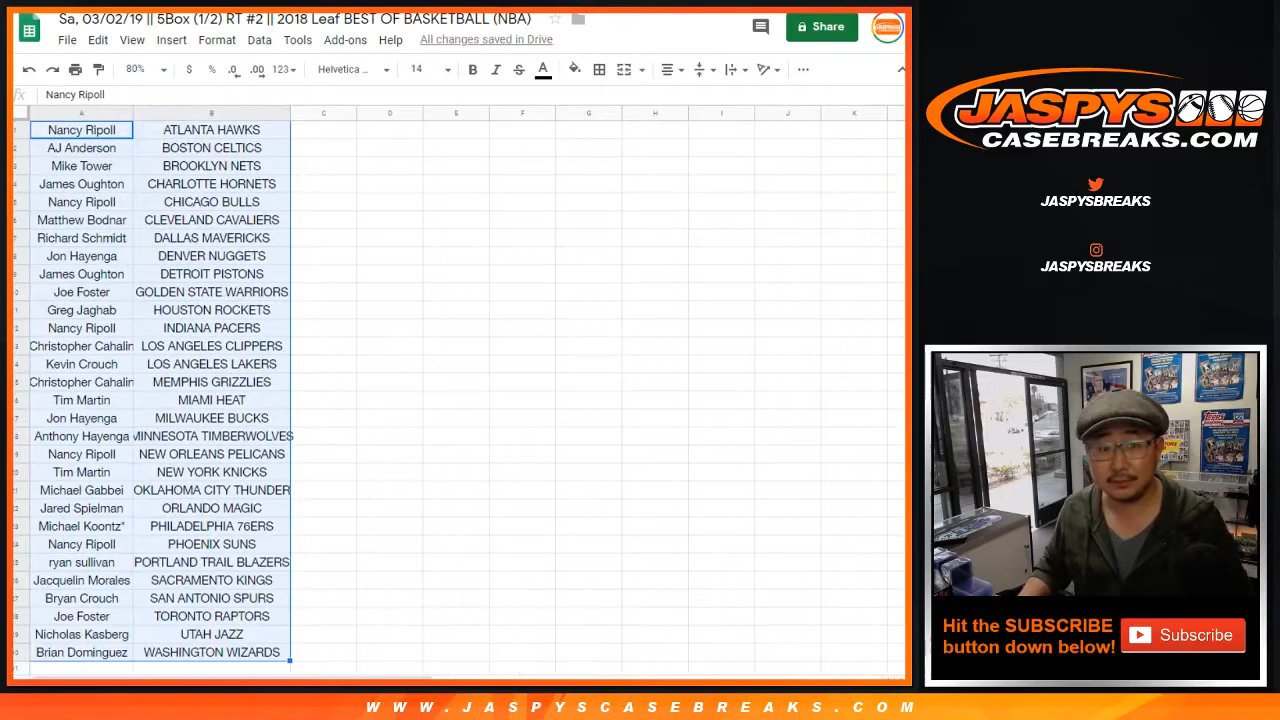 Sa, 03/02/19 || 5Box (1/2) RT #2 || 2018 Leaf BEST OF BASKETBALL (NBA)
Share
File Edit View Insert Format Data Tools Add-ons Help All changes saved in Drive
80% $ % .0 .00 123 Helvetica ... 14 B I S A ...
fx Nancy Ripoll
A B C D E F G H I J K
Nancy Ripoll ATLANTA HAWKS
AJ Anderson BOSTON CELTICS
Mike Tower BROOKLYN NETS
James Oughton CHARLOTTE HORNETS
Nancy Ripoll CHICAGO BULLS
Matthew Bodnar CLEVELAND CAVALIERS
Richard Schmidt DALLAS MAVERICKS
Jon Hayenga DENVER NUGGETS
James Oughton DETROIT PISTONS
Joe Foster GOLDEN STATE WARRIORS
Greg Jaghab HOUSTON ROCKETS
Nancy Ripoll INDIANA PACERS
Christopher Cahalin LOS ANGELES CLIPPERS
Kevin Crouch LOS ANGELES LAKERS
Christopher Cahalin MEMPHIS GRIZZLIES
Tim Martin MIAMI HEAT
Jon Hayenga MILWAUKEE BUCKS
Anthony Hayenga MINNESOTA TIMBERWOLVES
Nancy Ripoll NEW ORLEANS PELICANS
Tim Martin NEW YORK KNICKS
Michael Gabbei OKLAHOMA CITY THUNDER
Jared Spielman ORLANDO MAGIC
Michael Koontz* PHILADELPHIA 76ERS
Nancy Ripoll PHOENIX SUNS
ryan sullivan PORTLAND TRAIL BLAZERS
Jacquelin Morales SACRAMENTO KINGS
Bryan Crouch SAN ANTONIO SPURS
Joe Foster TORONTO RAPTORS
Nicholas Kasberg UTAH JAZZ
Brian Dominguez WASHINGTON WIZARDS
JASPYS
CASEBREAKS.COM
JASPYSBREAKS
JASPYSBREAKS
Topps
Hit the SUBSCRIBE
button down below!
Subscribe
WWW.JASPYSCASEBREAKS.COM